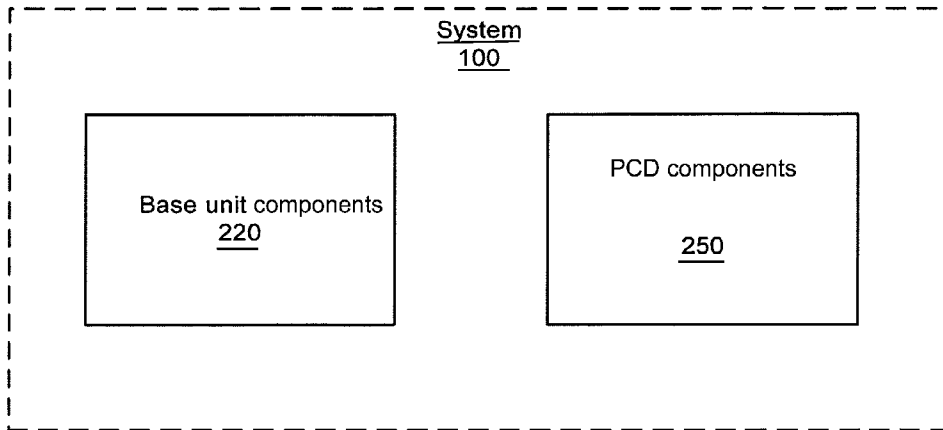 System
100
Base unit components
220
PCD components
250